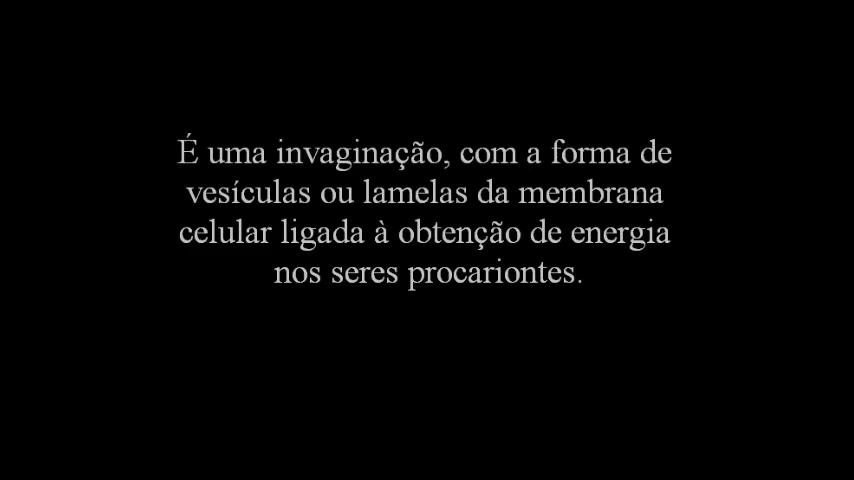 É uma invaginação, com a forma de
vesículas ou lamelas da membrana
celular ligada à obtenção de energia
nos seres procariontes.